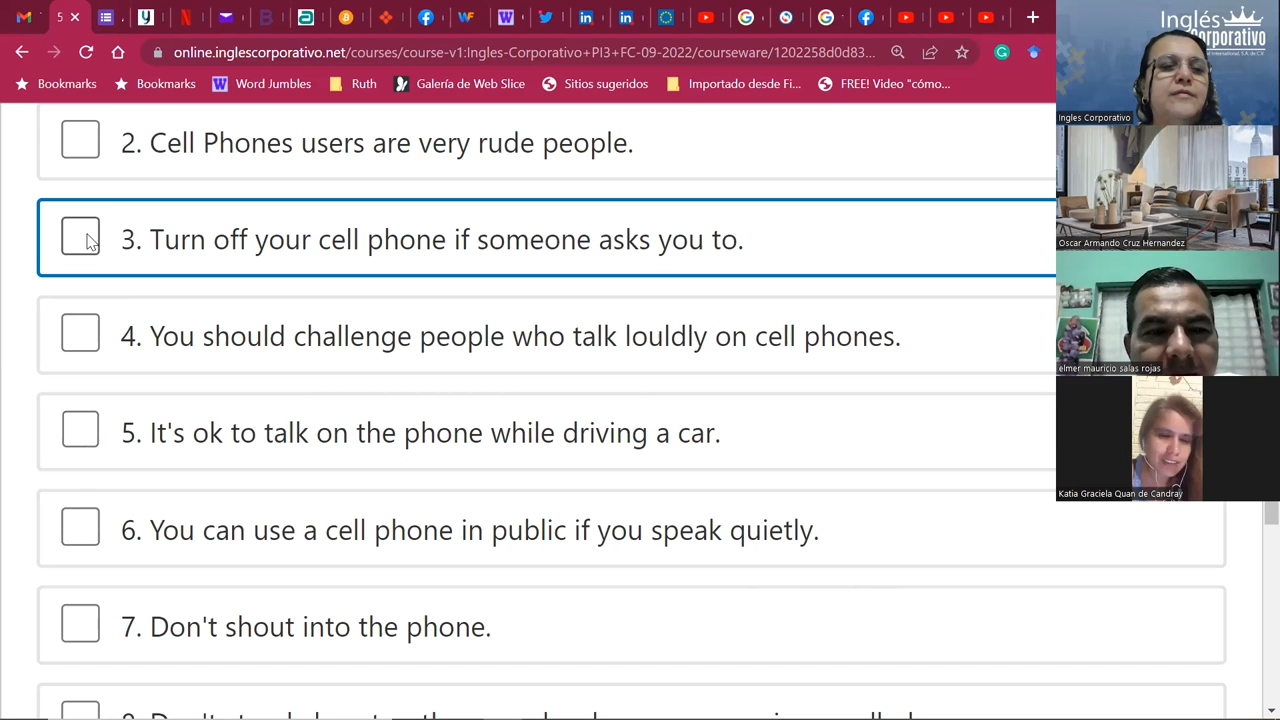 5
online.inglescorporativo.net/courses/course-v1:Ingles-Corporativo+PI3+FC-09-2022/courseware/1202258d0d83...
Bookmarks
Bookmarks
Word Jumbles
Ruth
Galería de Web Slice
Sitios sugeridos
Importado desde Fi...
FREE! Video "cómo...
2. Cell Phones users are very rude people.
3. Turn off your cell phone if someone asks you to.
4. You should challenge people who talk louldly on cell phones.
5. It's ok to talk on the phone while driving a car.
6. You can use a cell phone in public if you speak quietly.
7. Don't shout into the phone.
Inglés
Corporativo
Ingles Corporativo
Oscar Armando Cruz Hernandez
elmer mauricio salas rojas
Katia Graciela Quan de Candray